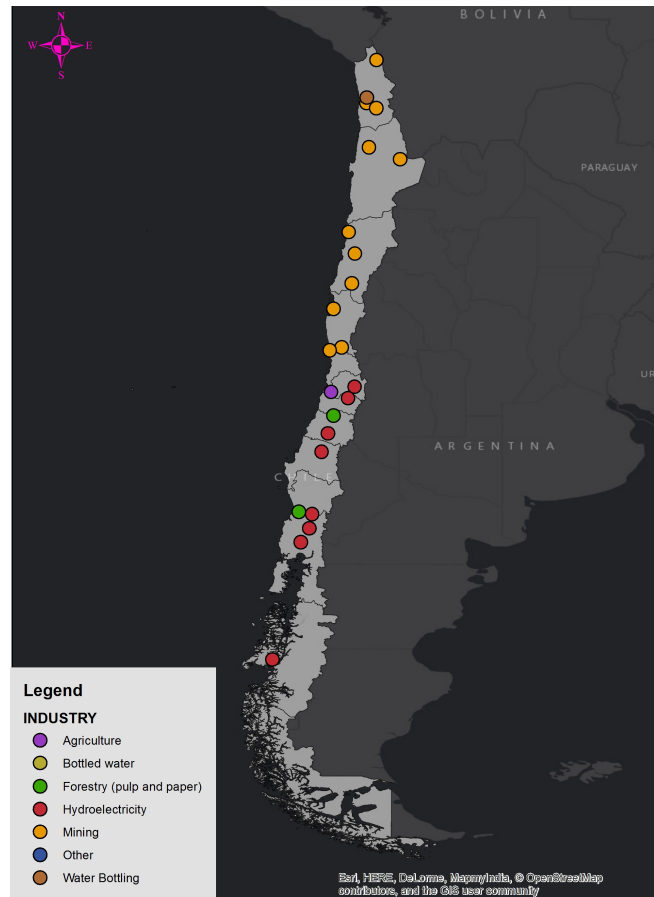 BOLIVIA
N
W
E
S
PARAGUAY
UR
ARGENTINA
CHILE
Legend
INDUSTRY
Agriculture
Bottled water
Forestry (pulp and paper)
Hydroelectricity
Mining
Other
Water Bottling
Esri, HERE, DeLorme, MapmyIndia, © OpenStreetMap
contributors, and the GIS user community